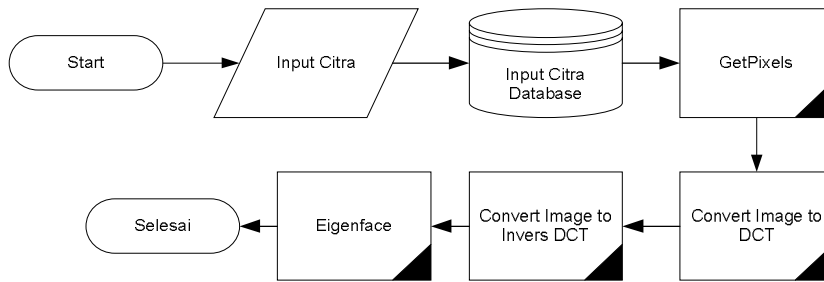 Start
Input Citra
Input Citra
Database
GetPixels
Convert Image to
DCT
Convert Image to
Invers DCT
Eigenface
Selesai